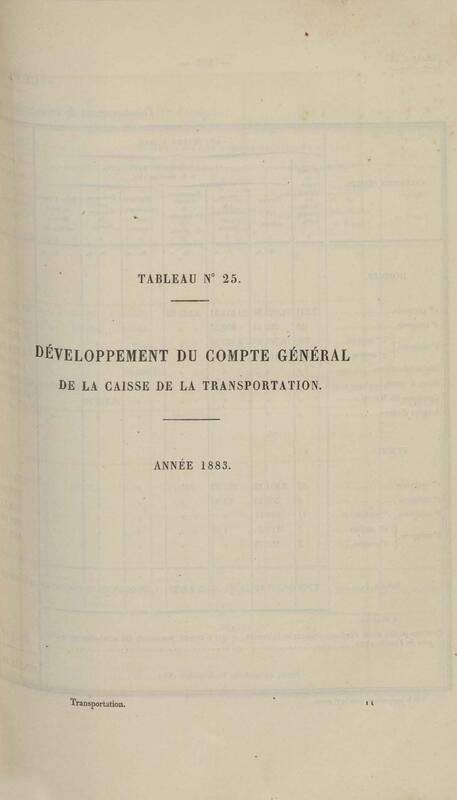 TABLEAU N° 25.
DÉVELOPPEMENT DU COMPTE GÉNÉRAL
DE LA CAISSE DE LA TRANSPORTATION.
ANNÉE 1883.
Transportation.